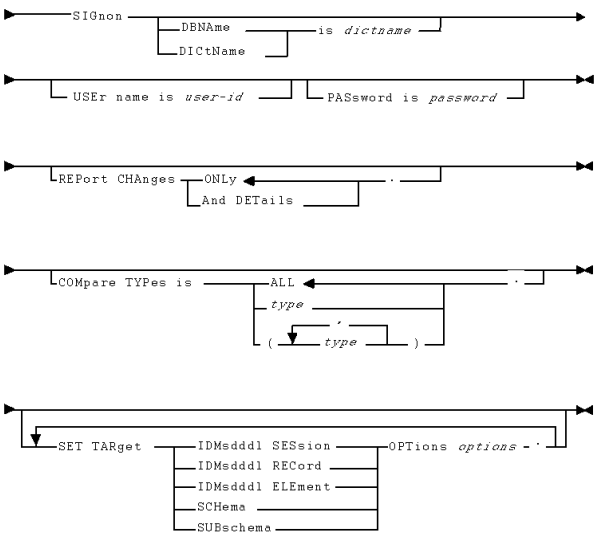 SIGnon
DBNAme is dictname
DICtName
USEr name is user-id PASsword is password
REPort CHAnges ONLy .
And DETails
COMpare TYPes is ALL .
type
,
( type )
SET TARget IDMsdddl SESsion OPTions options .
IDMsdddl RECord
IDMsdddl ELEment
SCHema
SUBschema